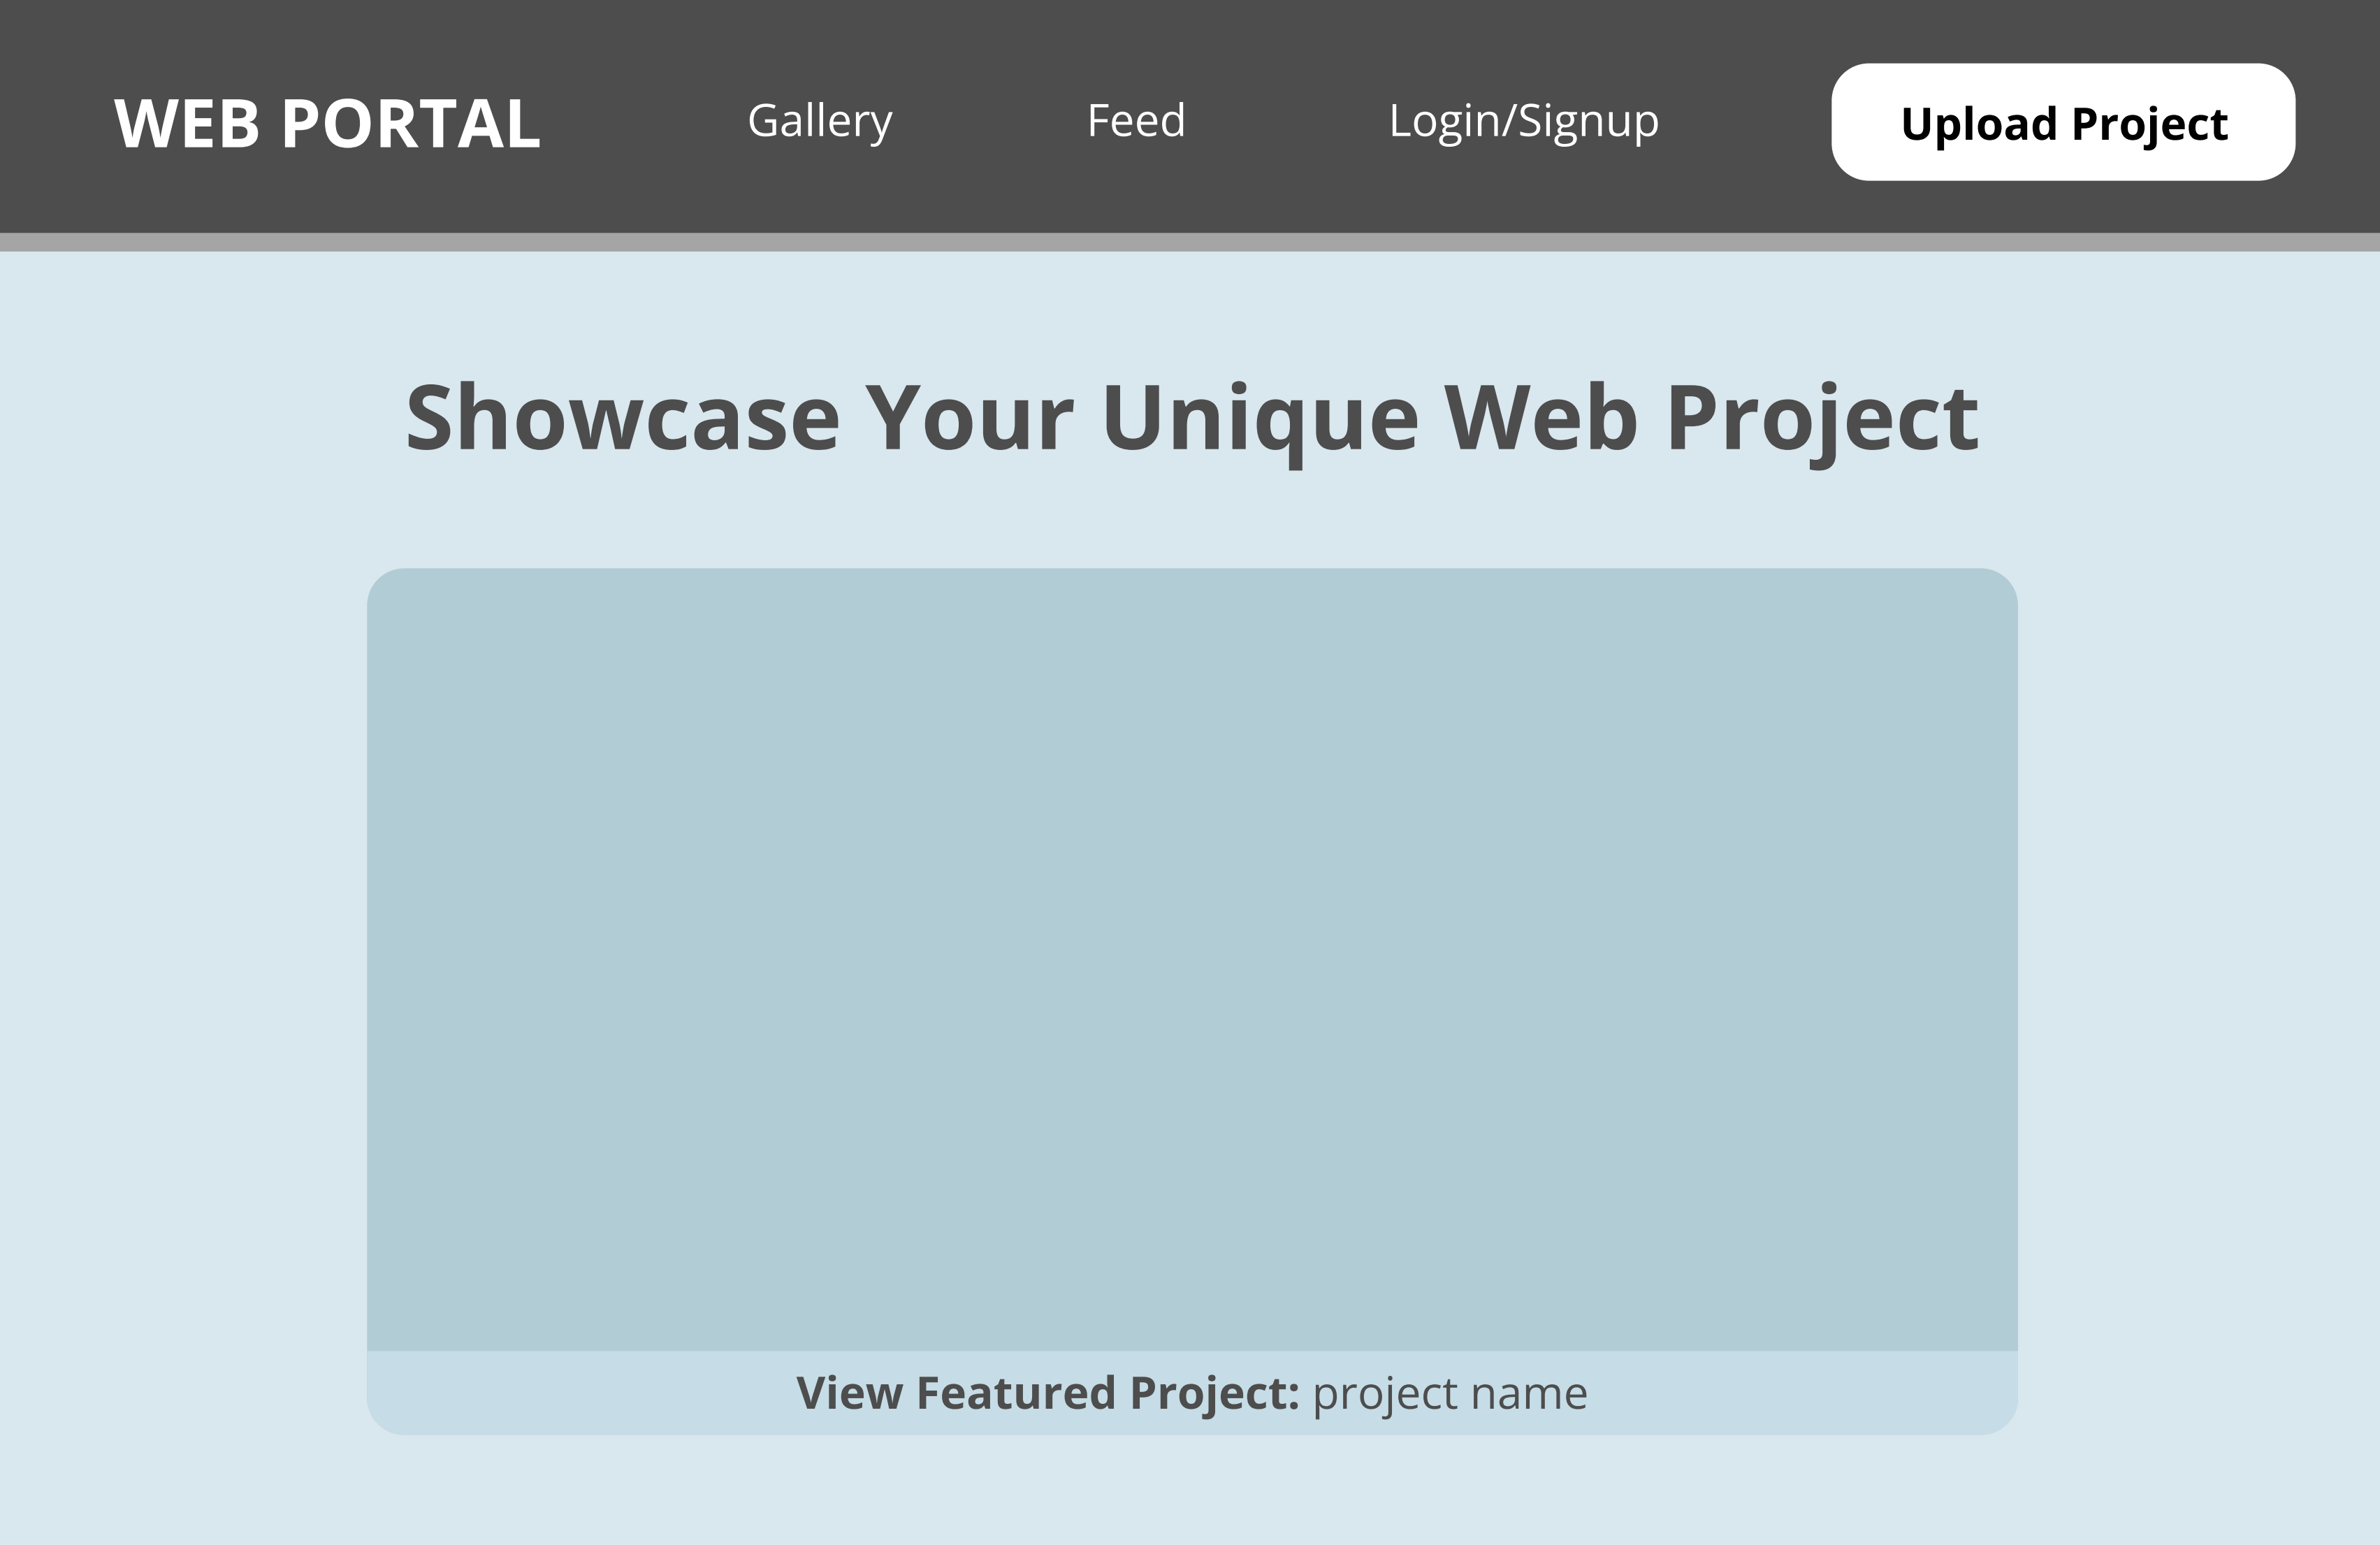 WEB PORTAL Gallery Feed Login/Signup Upload Project
Showcase Your Unique Web Project
View Featured Project: project name